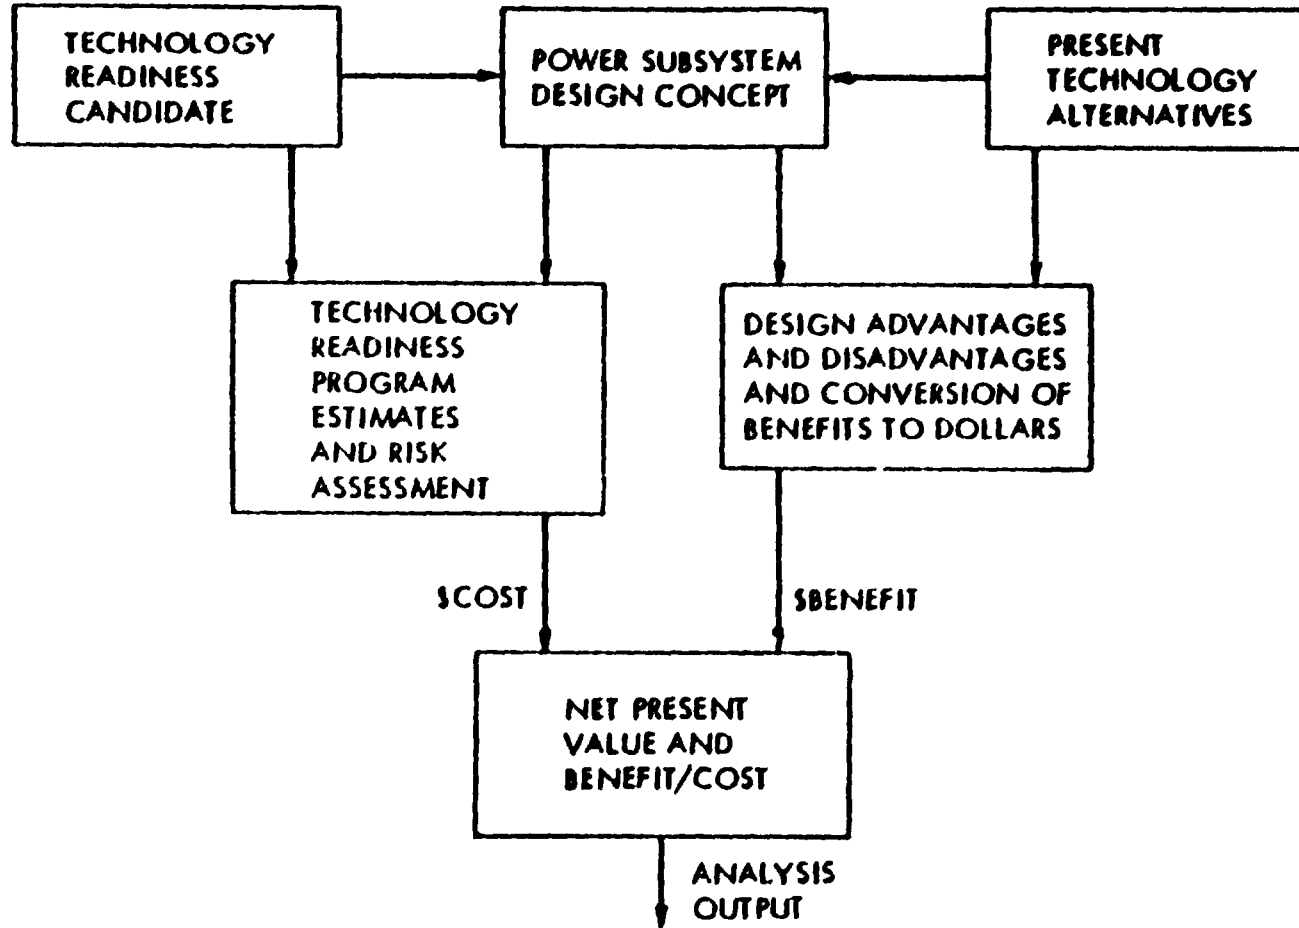 TECHNOLOGY
READINESS
CANDIDATE
POWER SUBSYSTEM
DESIGN CONCEPT
PRESENT
TECHNOLOGY
ALTERNATIVES
TECHNOLOGY
READINESS
PROGRAM
ESTIMATES
AND RISK
ASSESSMENT
DESIGN ADVANTAGES
AND DISADVANTAGES
AND CONVERSION OF
BENEFITS TO DOLLARS
$COST
$BENEFIT
NET PRESENT
VALUE AND
BENEFIT/COST
ANALYSIS
OUTPUT